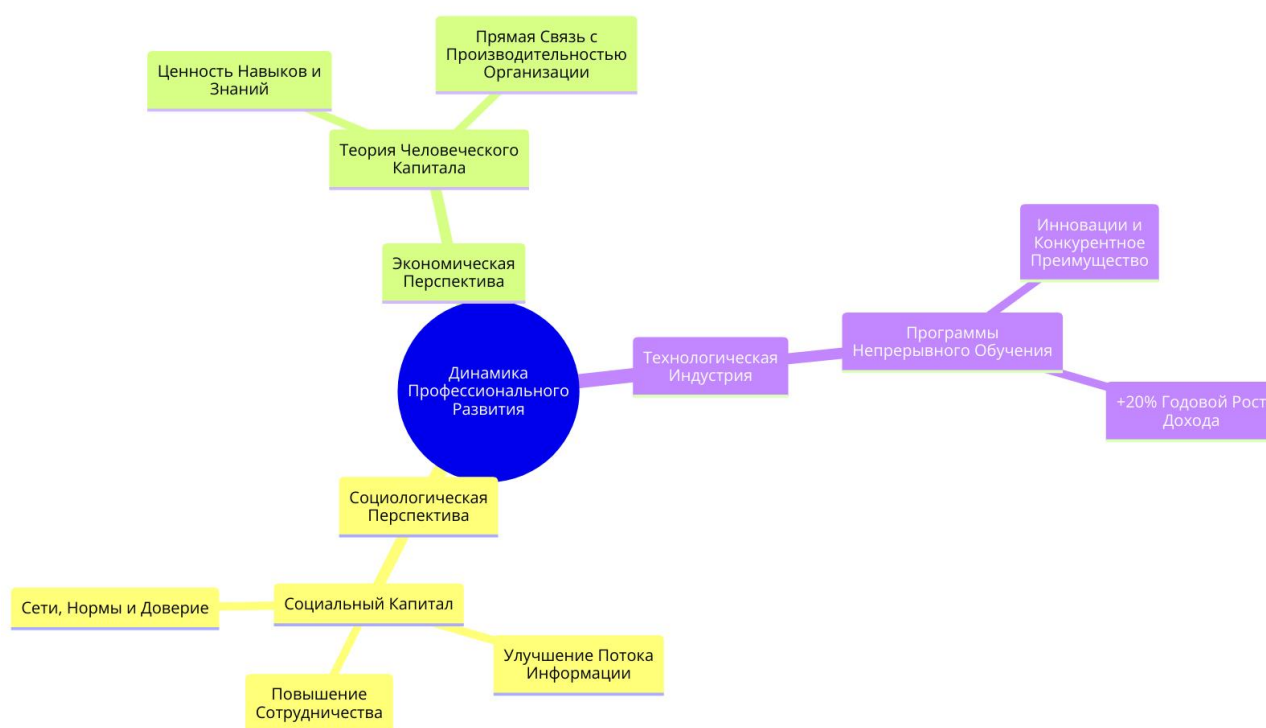 Прямая Связь с
Производительностью
Организации
Ценность Навыков и
Знаний
Теория Человеческого
Капитала
Экономическая
Перспектива
Инновации и
Конкурентное
Преимущество
Программы
Непрерывного Обучения
Технологическая
Индустрия
+20% Годовой Рост
Дохода
Динамика
Профессионального
Развития
Социологическая
Перспектива
Социальный Капитал
Сети, Нормы и Доверие
Улучшение Потока
Информации
Повышение
Сотрудничества